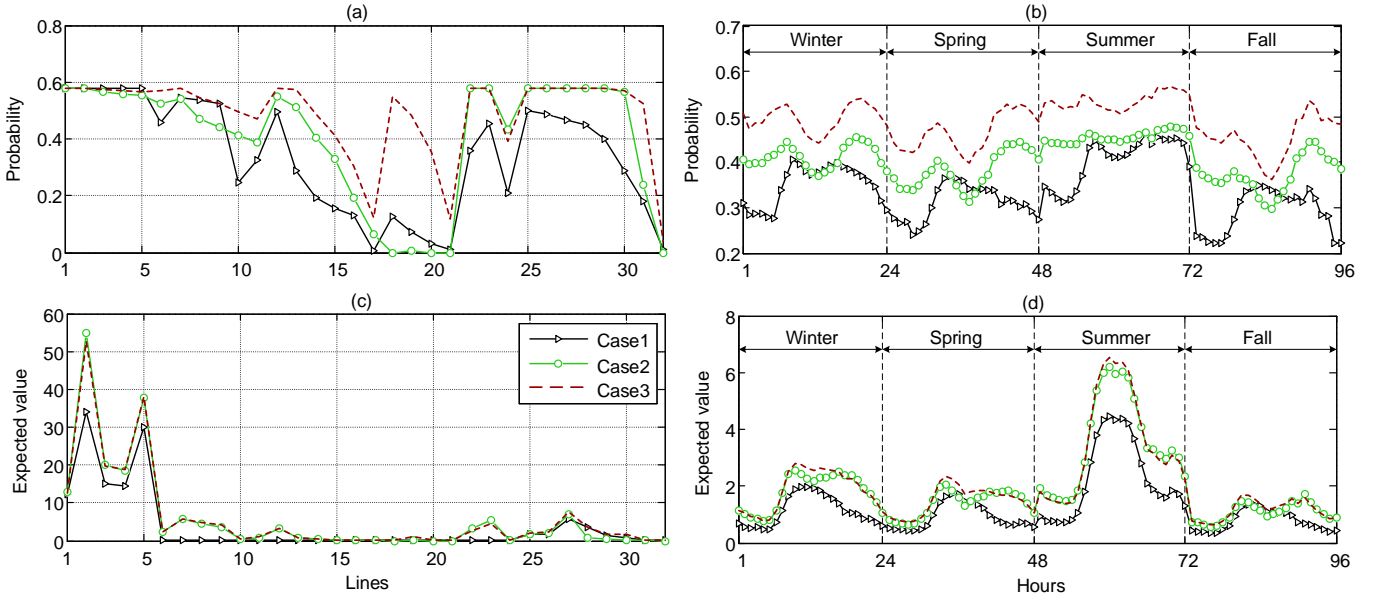 (a)
0.8
0.6
0.4
0.2
0
Probability
1 5 10 15 20 25 30
(b)
0.7
0.6
0.5
0.4
0.3
0.2
Probability
Winter Spring Summer Fall
1 24 48 72 96
(c)
60
50
40
30
20
10
0
Expected value
Case1
Case2
Case3
1 5 10 15 20 25 30
Lines
(d)
8
6
4
2
0
Expected value
Winter Spring Summer Fall
1 24 48 72 96
Hours